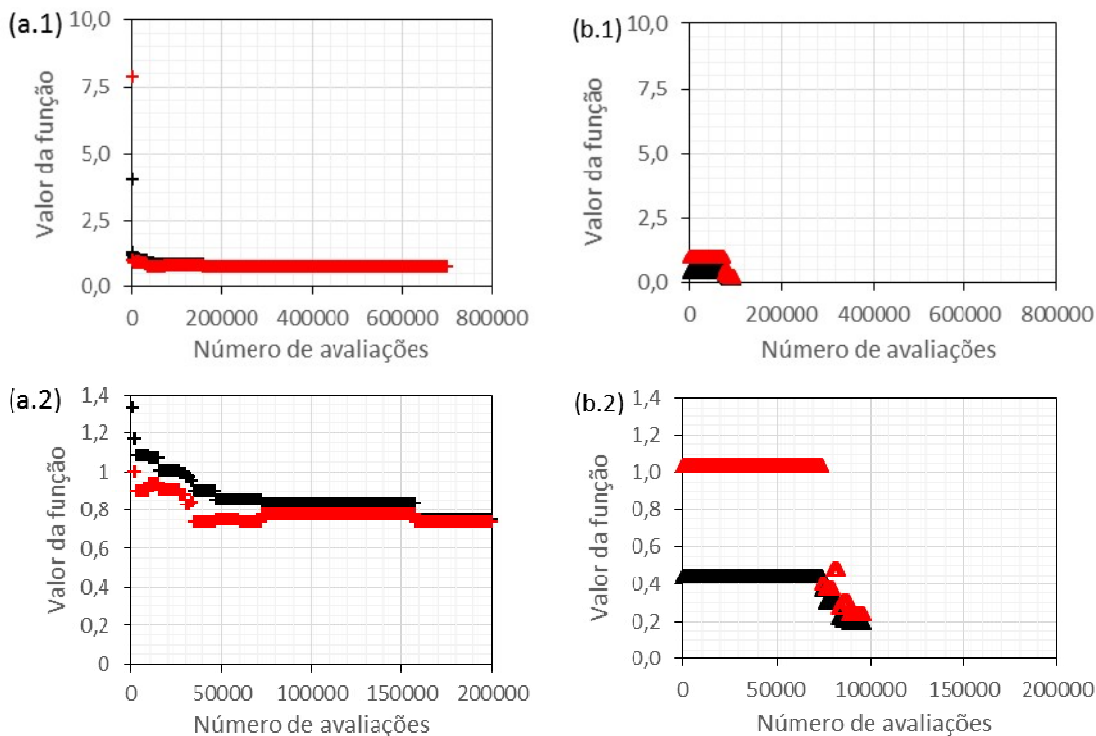 (a.1)
Valor da função
10,0
7,5
5,0
2,5
0,0
0 200000 400000 600000 800000
Número de avaliações
(b.1)
Valor da função
10,0
7,5
5,0
2,5
0,0
0 200000 400000 600000 800000
Número de avaliações
(a.2)
Valor da função
1,4
1,2
1
0,8
0,6
0,4
0,2
0
0 50000 100000 150000 200000
Número de avaliações
(b.2)
Valor da função
1,4
1,2
1,0
0,8
0,6
0,4
0,2
0,0
0 50000 100000 150000 200000
Número de avaliações